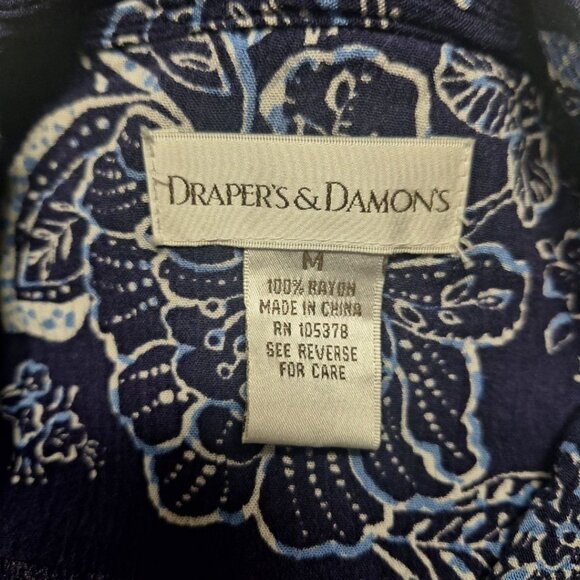 DRAPER'S & DAMON'S
M
100% RAYON
MADE IN CHINA
RN 105378
SEE REVERSE
FOR CARE